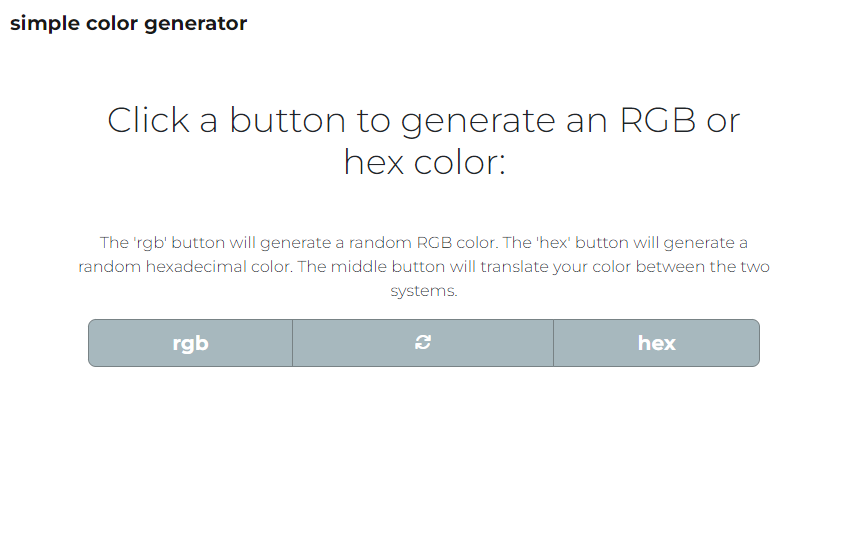 simple color generator
Click a button to generate an RGB or
hex color:
The 'rgb' button will generate a random RGB color. The 'hex' button will generate a
random hexadecimal color. The middle button will translate your color between the two
systems.
rgb
hex